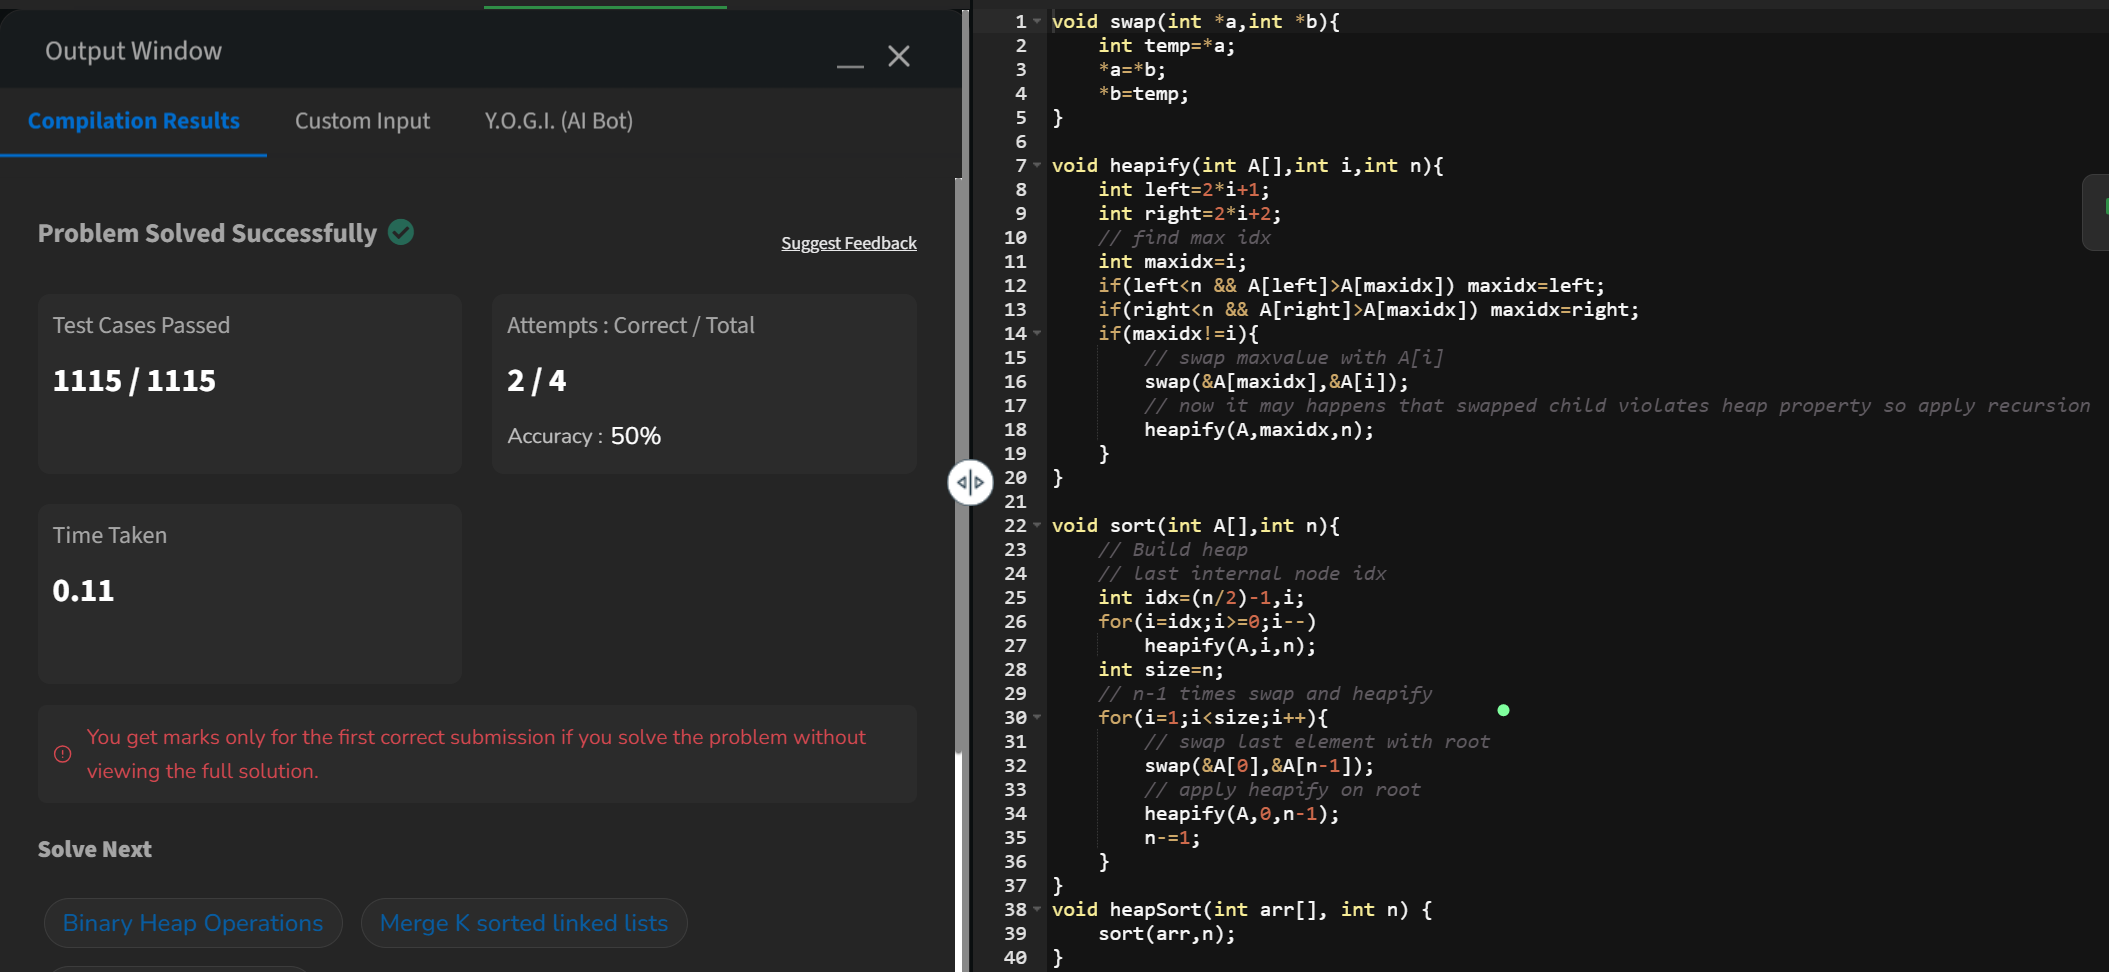 Output Window
Compilation Results
Custom Input
Y.O.G.I. (AI Bot)
Problem Solved Successfully
Suggest Feedback
Test Cases Passed
1115 / 1115
Attempts : Correct / Total
2 / 4
Accuracy : 50%
Time Taken
0.11
You get marks only for the first correct submission if you solve the problem without
viewing the full solution.
Solve Next
Binary Heap Operations
Merge K sorted linked lists
1 void swap(int *a,int *b){
2     int temp=*a;
3     *a=*b;
4     *b=temp;
5 }
6
7 void heapify(int A[],int i,int n){
8     int left=2*i+1;
9     int right=2*i+2;
10     // find max idx
11     int maxidx=i;
12     if(left<n && A[left]>A[maxidx]) maxidx=left;
13     if(right<n && A[right]>A[maxidx]) maxidx=right;
14     if(maxidx!=i){
15         // swap maxvalue with A[i]
16         swap(&A[maxidx],&A[i]);
17         // now it may happens that swapped child violates heap property so apply recursion
18         heapify(A,maxidx,n);
19     }
20 }
21
22 void sort(int A[],int n){
23     // Build heap
24     // last internal node idx
25     int idx=(n/2)-1,i;
26     for(i=idx;i>=0;i--)
27         heapify(A,i,n);
28     int size=n;
29     // n-1 times swap and heapify
30     for(i=1;i<size;i++){
31         // swap last element with root
32         swap(&A[0],&A[n-1]);
33         // apply heapify on root
34         heapify(A,0,n-1);
35         n-=1;
36     }
37 }
38 void heapSort(int arr[], int n) {
39     sort(arr,n);
40 }